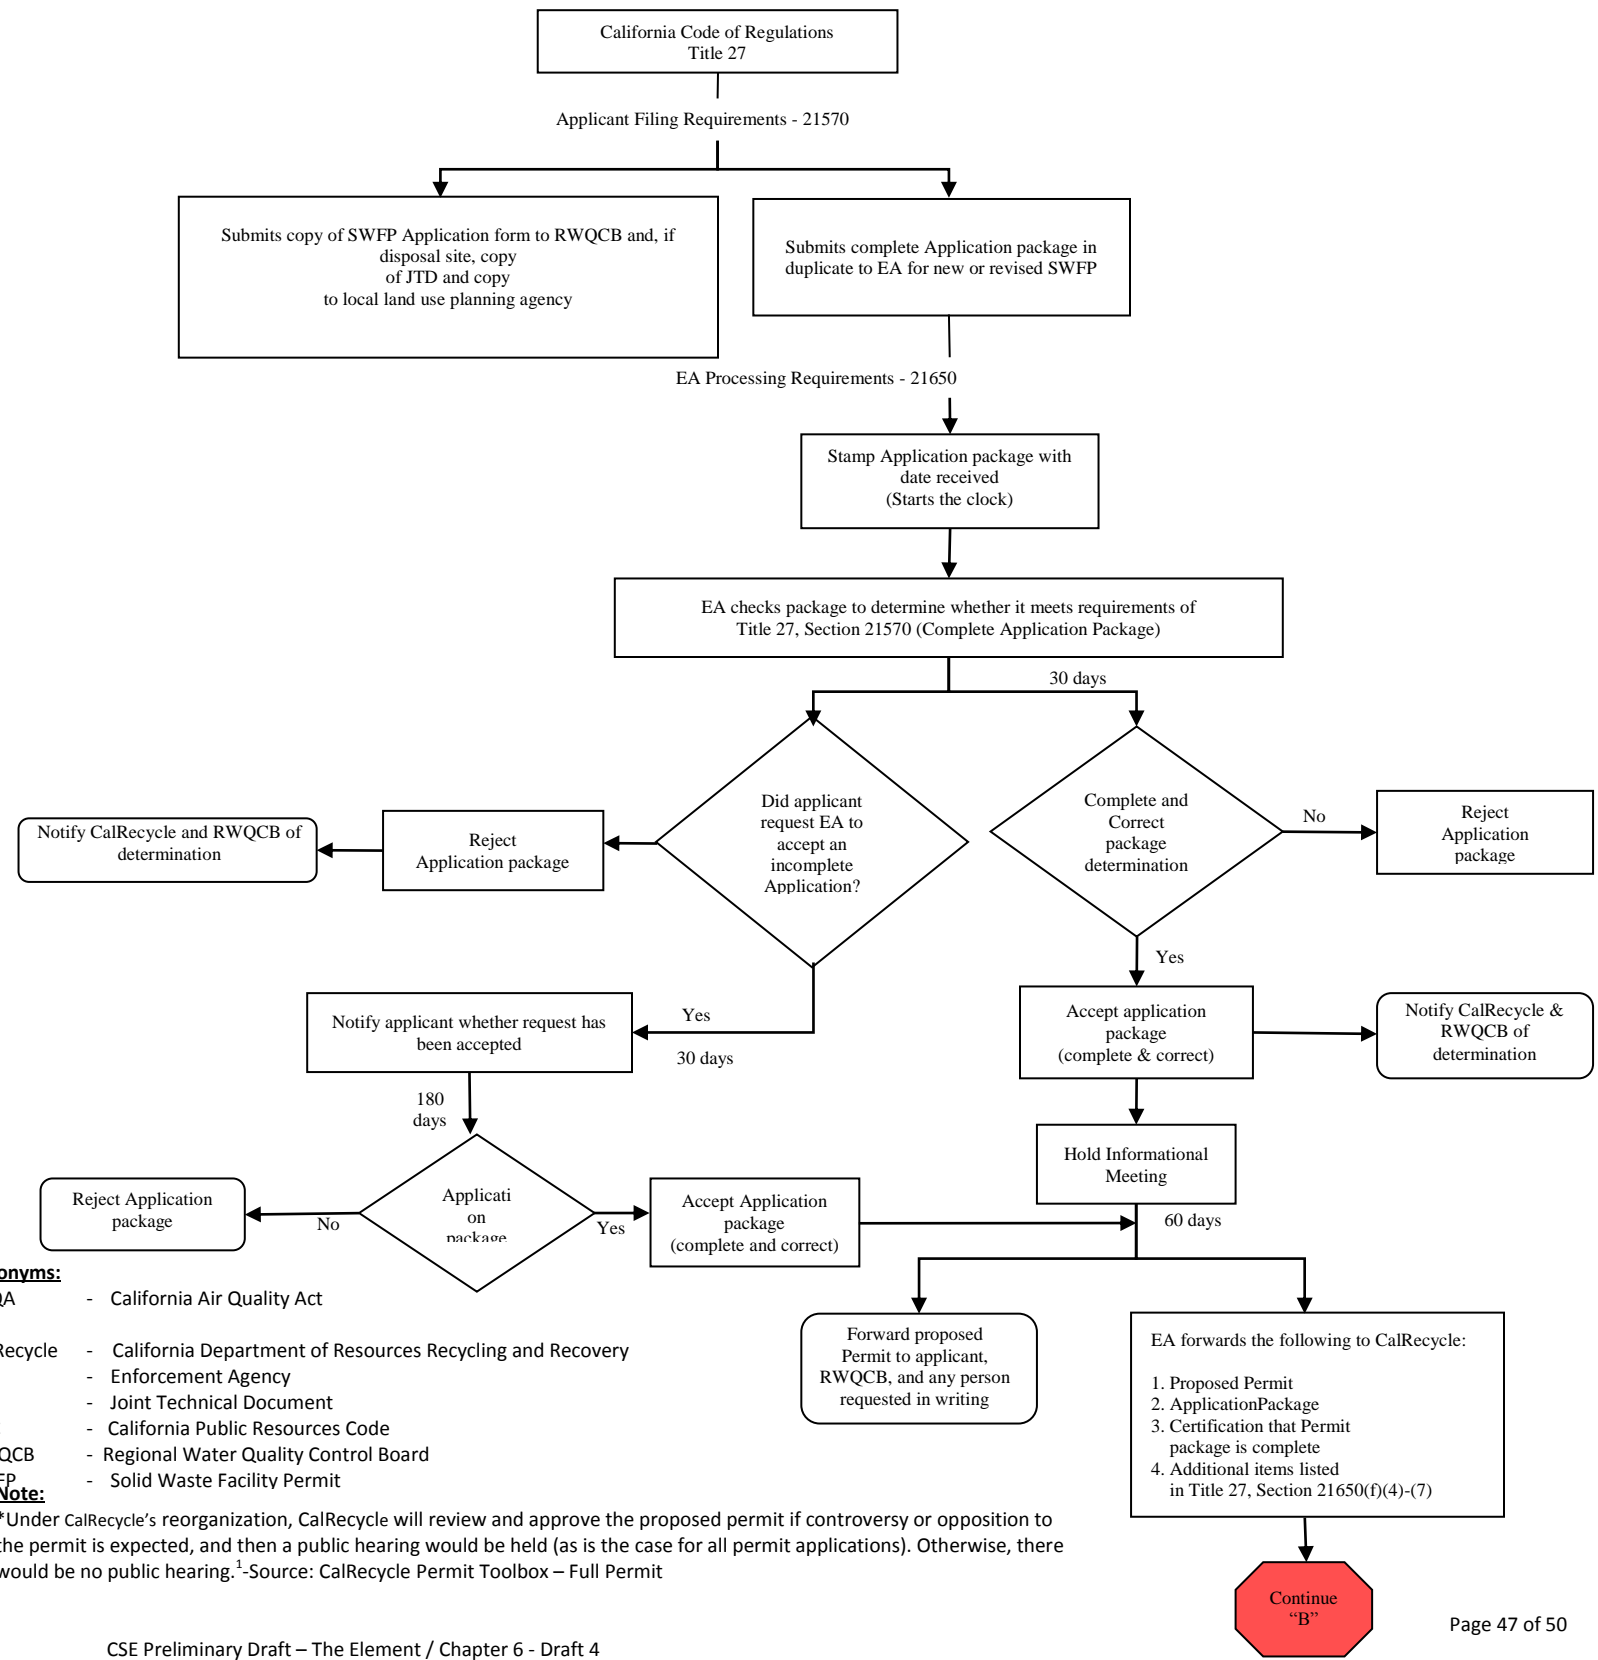 California Code of Regulations
Title 27
Applicant Filing Requirements - 21570
Submits copy of SWFP Application form to RWQCB and, if
disposal site, copy
of JTD and copy
to local land use planning agency
Submits complete Application package in
duplicate to EA for new or revised SWFP
EA Processing Requirements - 21650
Stamp Application package with
date received
(Starts the clock)
EA checks package to determine whether it meets requirements of
Title 27, Section 21570 (Complete Application Package)
30 days
Did applicant
request EA to
accept an
incomplete
Application?
Complete and
Correct
package
determination
No
Reject
Application
package
Reject
Application package
Notify CalRecycle and RWQCB of
determination
Yes
Yes
30 days
Notify applicant whether request has
been accepted
Accept application
package
(complete & correct)
Notify CalRecycle &
RWQCB of
determination
180
days
Hold Informational
Meeting
Reject Application
package
No
Applicati
on
package
Yes
Accept Application
package
(complete and correct)
60 days
onyms:
QA - California Air Quality Act
Recycle - California Department of Resources Recycling and Recovery
- Enforcement Agency
- Joint Technical Document
- California Public Resources Code
QCB - Regional Water Quality Control Board
FP - Solid Waste Facility Permit
Forward proposed
Permit to applicant,
RWQCB, and any person
requested in writing
EA forwards the following to CalRecycle:
1. Proposed Permit
2. ApplicationPackage
3. Certification that Permit
package is complete
4. Additional items listed
in Title 27, Section 21650(f)(4)-(7)
Note:
*Under CalRecycle's reorganization, CalRecycle will review and approve the proposed permit if controversy or opposition to
the permit is expected, and then a public hearing would be held (as is the case for all permit applications). Otherwise, there
would be no public hearing.¹-Source: CalRecycle Permit Toolbox – Full Permit
Continue
“B”
Page 47 of 50
CSE Preliminary Draft – The Element / Chapter 6 - Draft 4